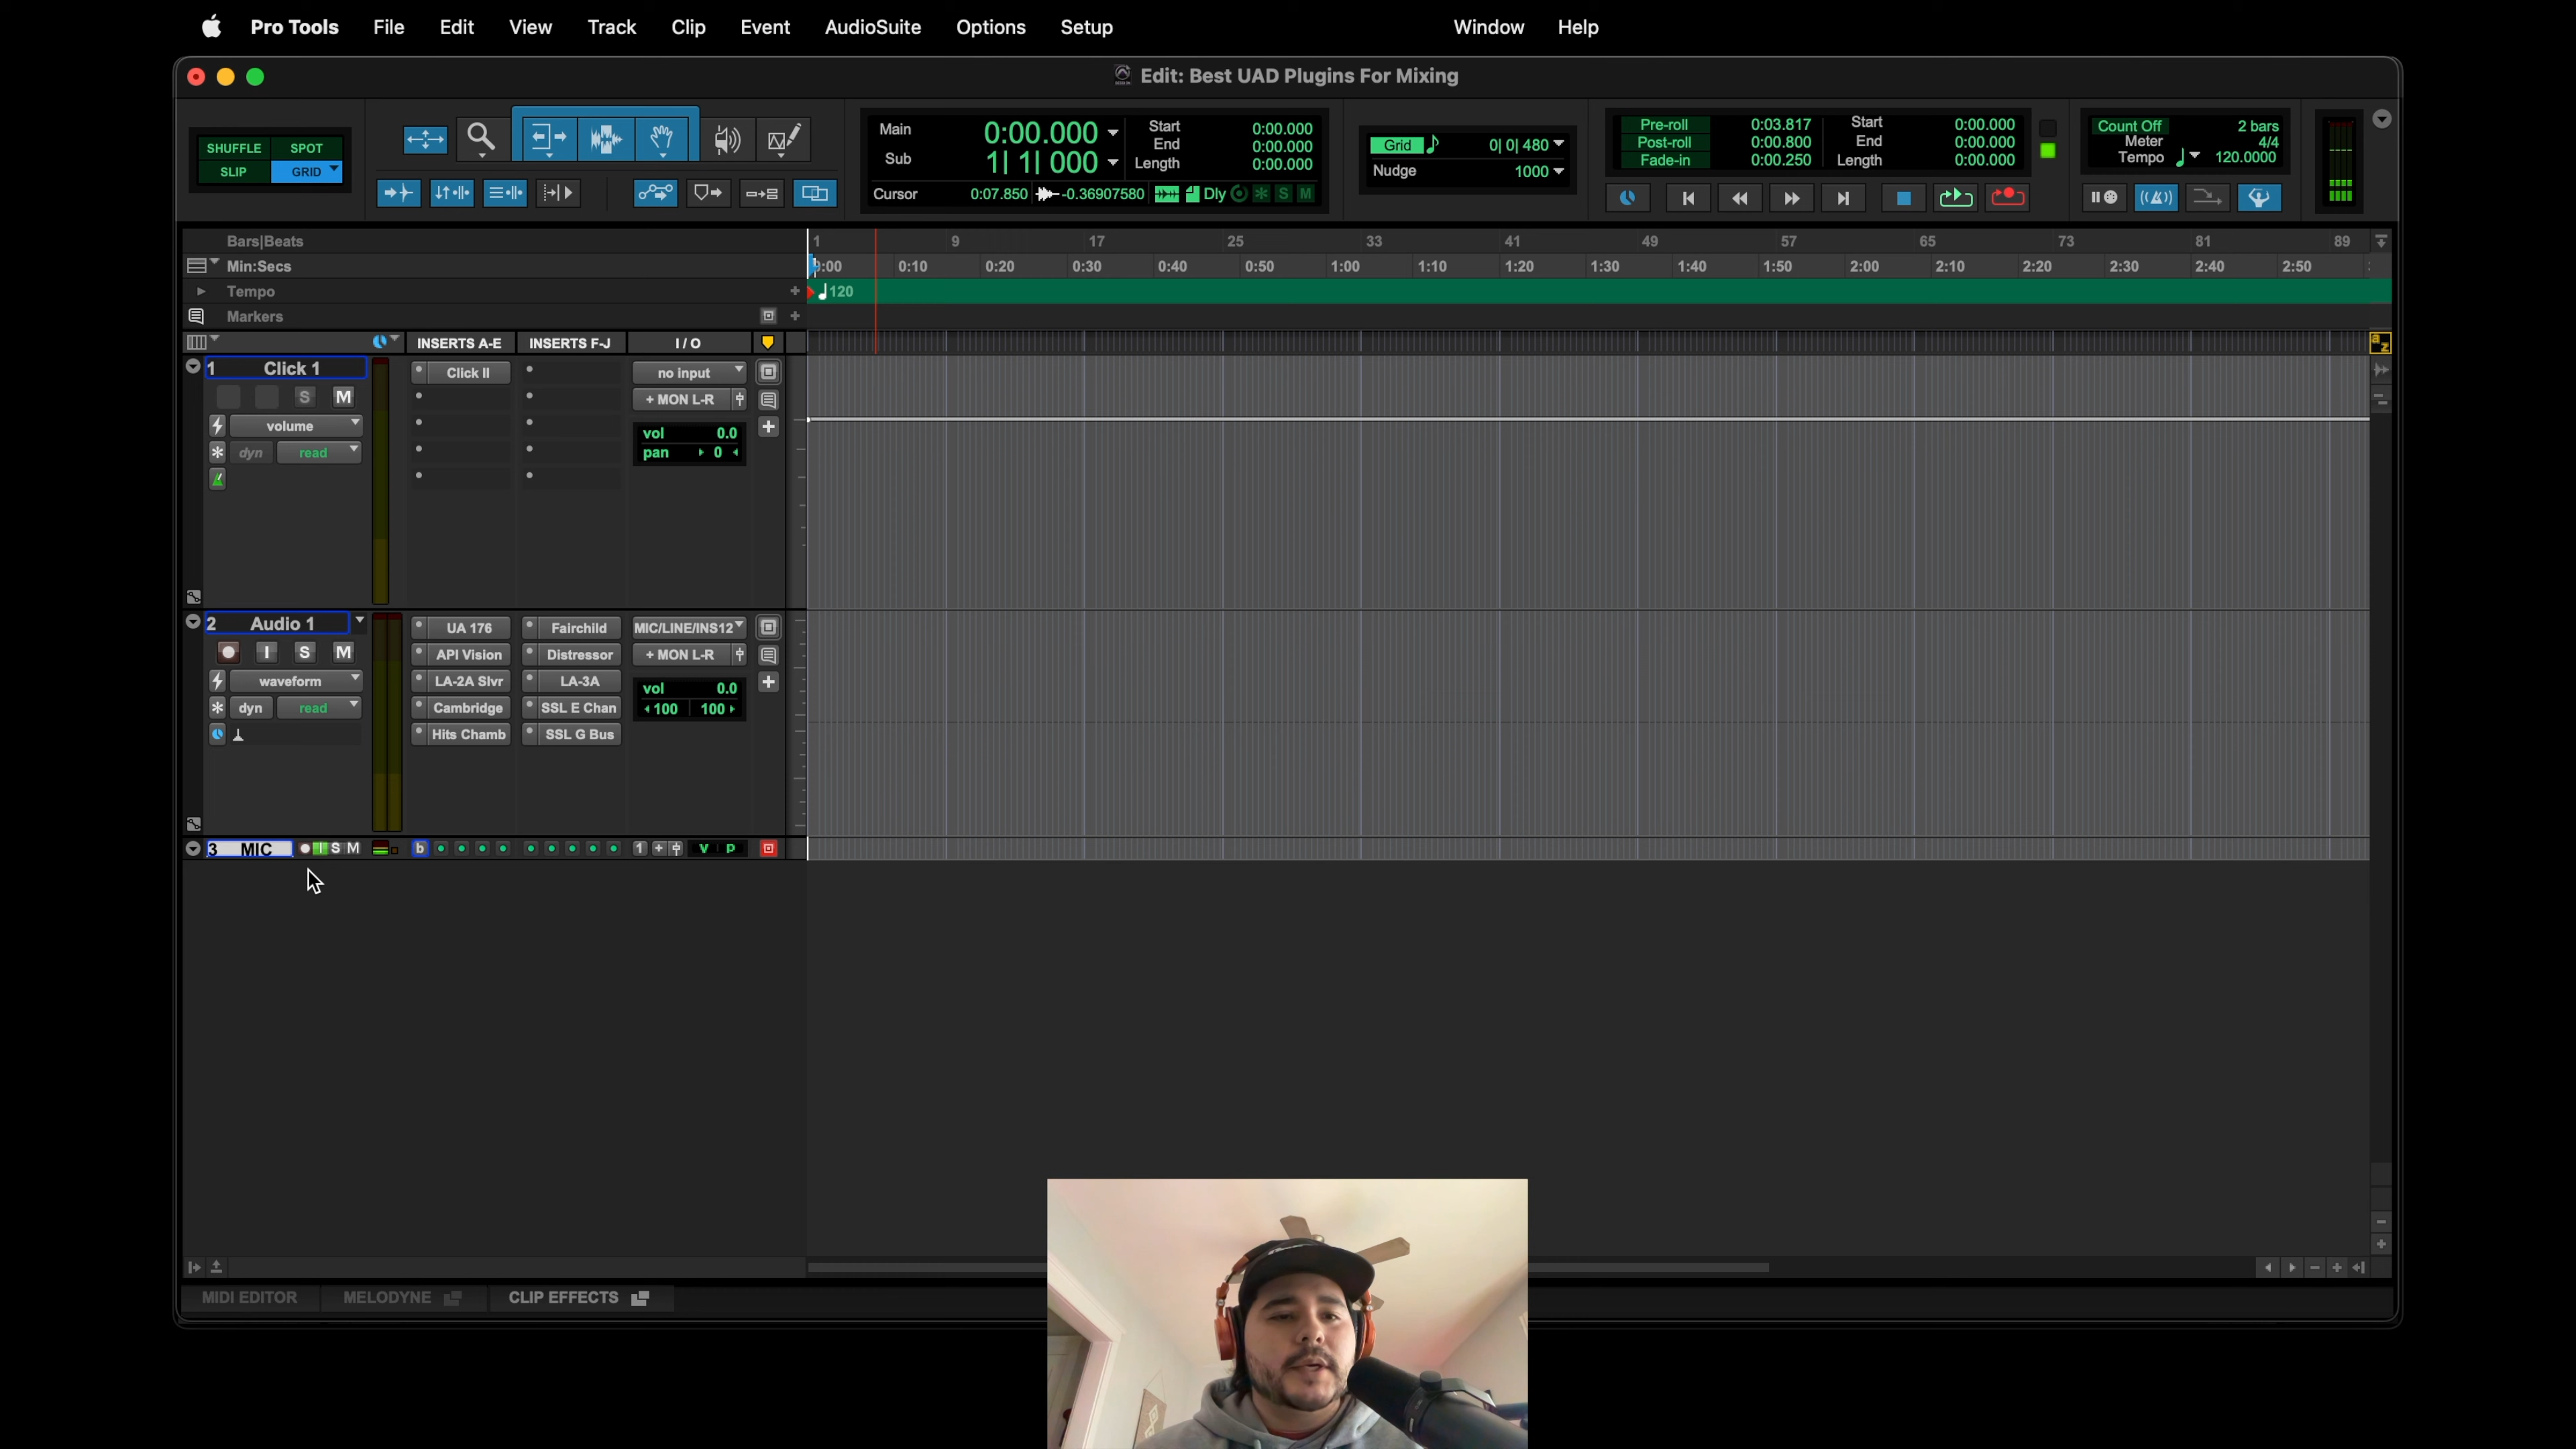 Pro Tools File Edit View Track Clip Event AudioSuite Options Setup Window Help
Edit: Best UAD Plugins For Mixing
SHUFFLE SPOT
SLIP GRID
Main 0:00.000
Sub 1| 1| 000
Start 0:00.000
End 0:00.000
Length 0:00.000
Cursor 0:07.850 -0.36907580 Dly S M
Grid 0| 0| 480
Nudge 1000
Pre-roll 0:03.817
Post-roll 0:00.800
Fade-in 0:00.250
Start 0:00.000
End 0:00.000
Length 0:00.000
Count Off 2 bars
Meter 4/4
Tempo 120.0000
Bars|Beats 1 9 17 25 33 41 49 57 65 73 81 89
Min:Secs 0:00 0:10 0:20 0:30 0:40 0:50 1:00 1:10 1:20 1:30 1:40 1:50 2:00 2:10 2:20 2:30 2:40 2:50
Tempo + 120
Markers +
INSERTS A-E INSERTS F-J I / O
a z
1 Click 1 Click II no input
S M + MON L-R
volume vol 0.0
dyn read pan 0
2 Audio 1 UA 176 Fairchild MIC/LINE/INS12
I S M API Vision Distressor + MON L-R
waveform LA-2A Slvr LA-3A vol 0.0
dyn read Cambridge SSL E Chan 100 100
Hits Chamb SSL G Bus
3 MIC I S M b 1 + v p
MIDI EDITOR MELODYNE CLIP EFFECTS